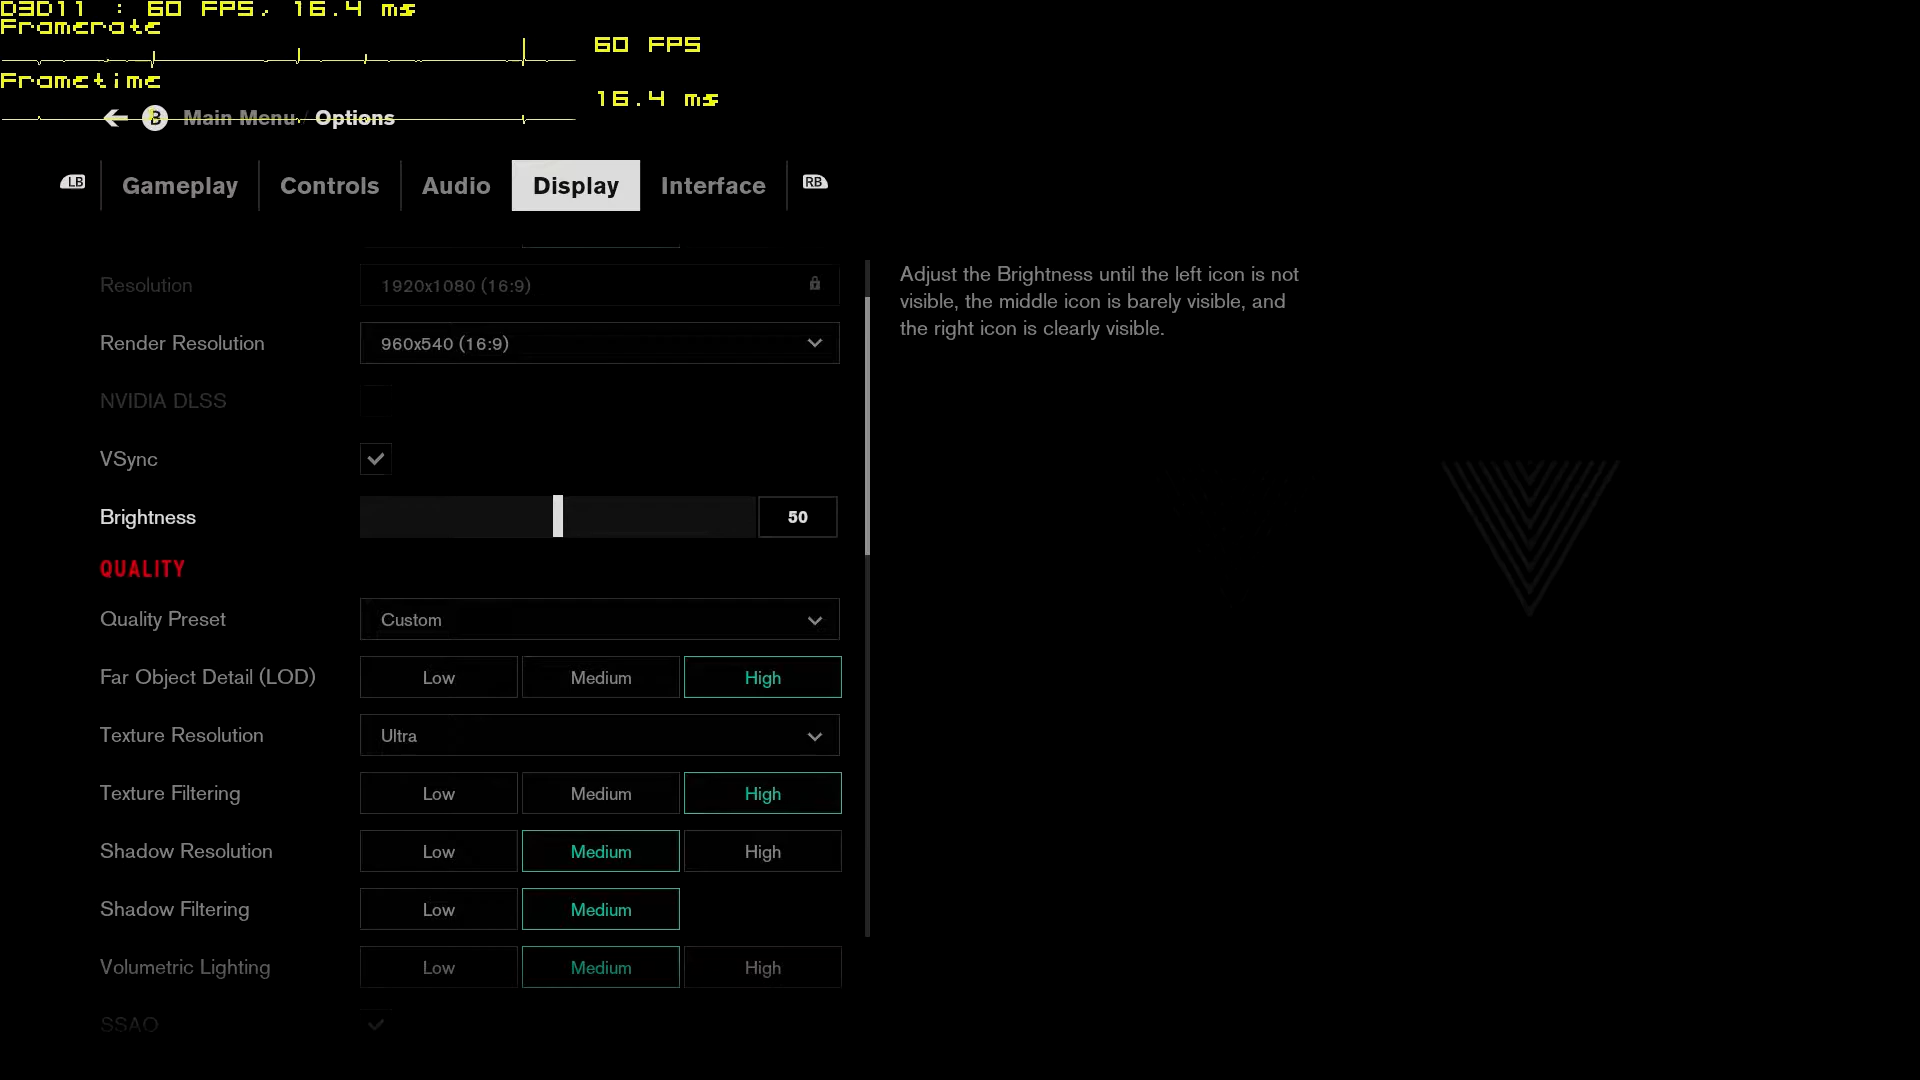 D3D11 : 60 FPS, 16.4 ms
Framerate
60 FPS
Frametime
16.4 ms
B Main Menu / Options
LB Gameplay Controls Audio Display Interface RB
Resolution 1920x1080 (16:9)
Render Resolution 960x540 (16:9)
NVIDIA DLSS
VSync
Brightness 50
QUALITY
Quality Preset Custom
Far Object Detail (LOD) Low Medium High
Texture Resolution Ultra
Texture Filtering Low Medium High
Shadow Resolution Low Medium High
Shadow Filtering Low Medium
Volumetric Lighting Low Medium High
SSAO
Adjust the Brightness until the left icon is not
visible, the middle icon is barely visible, and
the right icon is clearly visible.